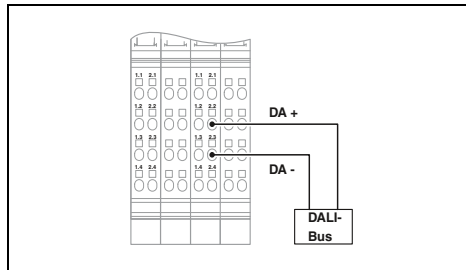 1.1 2.1 1.1 2.1
1.2 2.2 1.2 2.2
DA +
1.3 2.3 1.3 2.3
DA -
1.4 2.4 1.4 2.4
DALI-
Bus